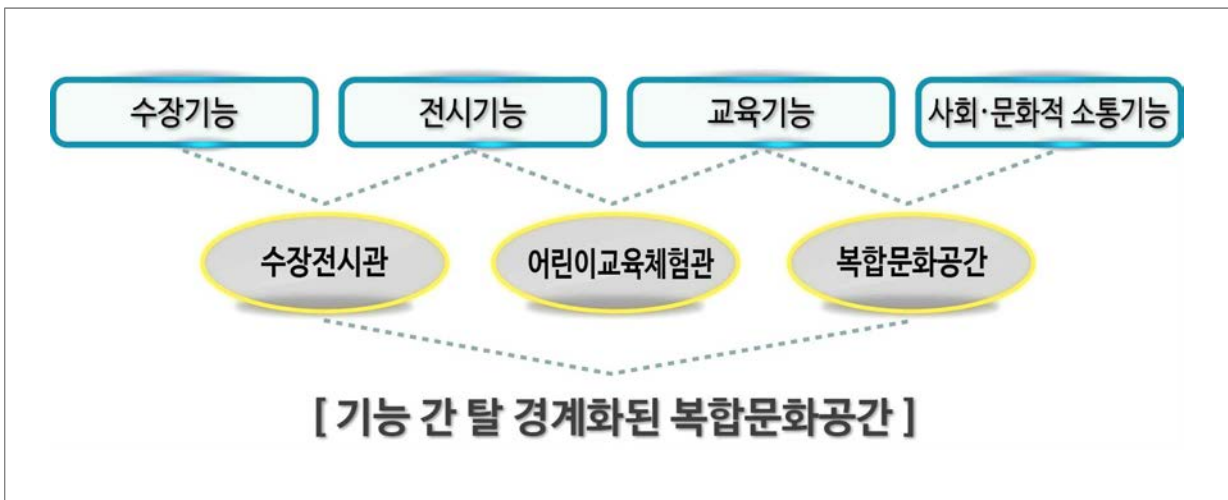 수장기능 전시기능 교육기능 사회·문화적 소통기능
수장전시관 어린이교육체험관 복합문화공간
[ 기능 간 탈 경계화된 복합문화공간 ]